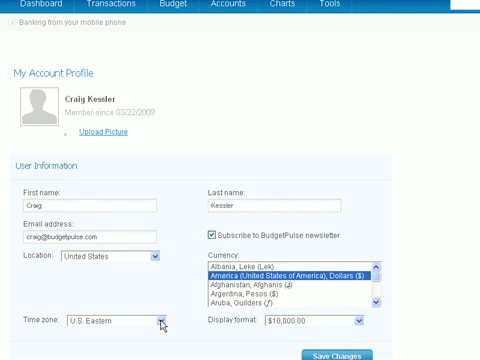 Dashboard Transactions Budget Accounts Charts Tools
Banking from your mobile phone
My Account Profile
Craig Kessler
Member since 03/22/2009
Upload Picture
User Information
First name:
Last name:
Craig
Kessler
Email address:
craig@budgetpulse.com
Subscribe to BudgetPulse newsletter
Location: United States
Currency:
Albania, Leke (Lek)
America (United States of America), Dollars ($)
Afghanistan, Afghanis (؋)
Argentina, Pesos ($)
Aruba, Guilders (ƒ)
Time zone: U.S. Eastern
Display format: $10,000.00
Save Changes